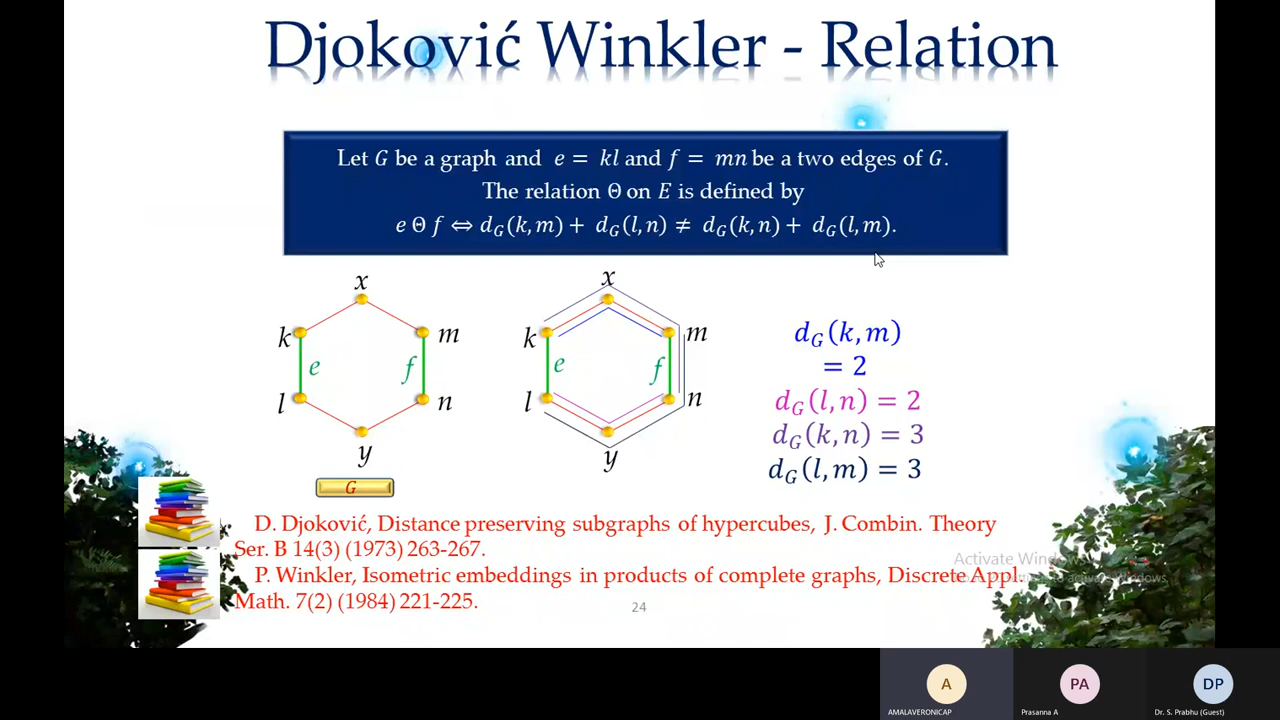 Djoković Winkler - Relation
Let G be a graph and e = kl and f = mn be a two edges of G.
The relation Θ on E is defined by
e Θ f ⇔ d_G(k, m) + d_G(l, n) ≠ d_G(k, n) + d_G(l, m).
x
k
m
e
f
l
n
y
G
x
k
m
e
f
l
n
y
d_G(k, m)
= 2
d_G(l, n) = 2
d_G(k, n) = 3
d_G(l, m) = 3
D. Djoković, Distance preserving subgraphs of hypercubes, J. Combin. Theory
Ser. B 14(3) (1973) 263-267.
P. Winkler, Isometric embeddings in products of complete graphs, Discrete Appl.
Math. 7(2) (1984) 221-225.
24
Activate Windows
A
AMALAVERONICAP
PA
Prasanna A
DP
Dr. S. Prabhu (Guest)